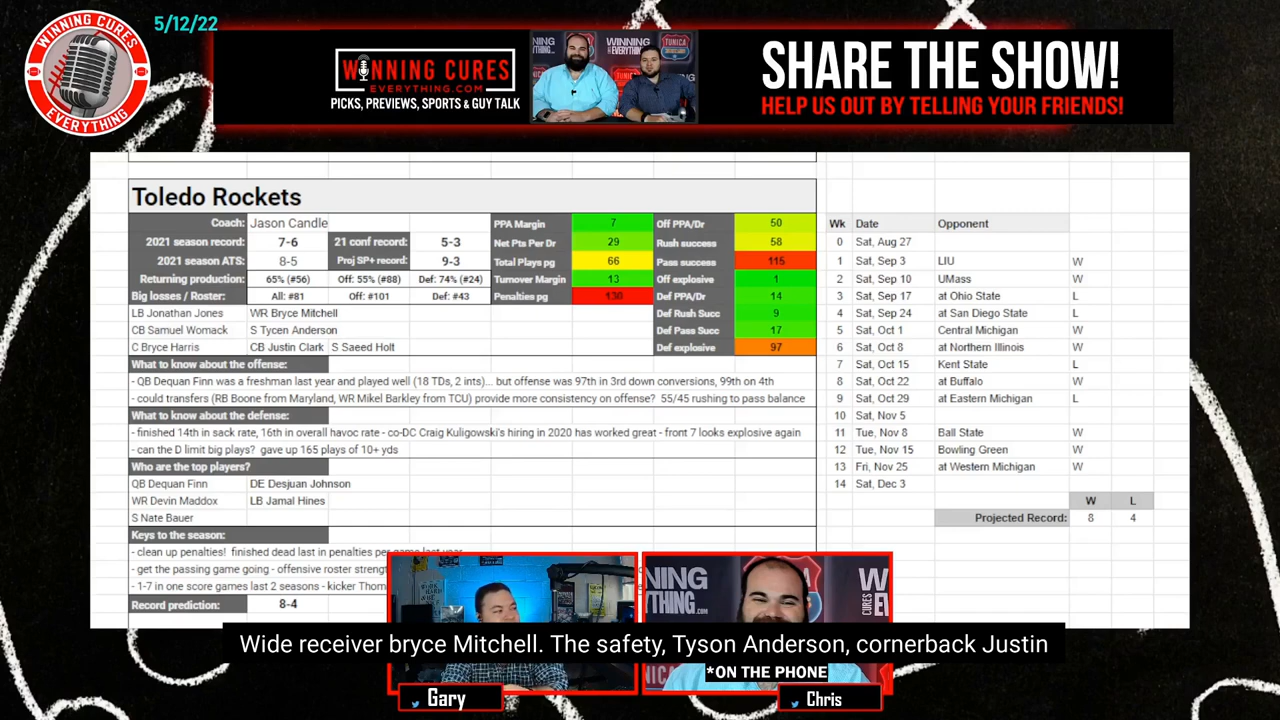 5/12/22
WINNING CURES
EVERYTHING
WINNING CURES
EVERYTHING.COM
PICKS, PREVIEWS, SPORTS & GUY TALK
SHARE THE SHOW!
HELP US OUT BY TELLING YOUR FRIENDS!
Toledo Rockets
Coach: Jason Candle
2021 season record: 7-6 21 conf record: 5-3
2021 season ATS: 8-5 Proj SP+ record: 9-3
Returning production: 65% (#56) Off: 55% (#88) Def: 74% (#24)
Big losses / Roster: All: #81 Off: #101 Def: #43
LB Jonathan Jones WR Bryce Mitchell
CB Samuel Womack S Tycen Anderson
C Bryce Harris CB Justin Clark S Saeed Holt
PPA Margin 7 Off PPA/Dr 50
Net Pts Per Dr 29 Rush success 58
Total Plays pg 66 Pass success 115
Turnover Margin 13 Off explosive 1
Penalties pg 130 Def PPA/Dr 14
Def Rush Succ 9
Def Pass Succ 17
Def explosive 97
What to know about the offense:
- QB Dequan Finn was a freshman last year and played well (18 TDs, 2 ints)... but offense was 97th in 3rd down conversions, 99th on 4th
- could transfers (RB Boone from Maryland, WR Mikel Barkley from TCU) provide more consistency on offense? 55/45 rushing to pass balance
What to know about the defense:
- finished 14th in sack rate, 16th in overall havoc rate - co-DC Craig Kuligowski's hiring in 2020 has worked great - front 7 looks explosive again
- can the D limit big plays? gave up 165 plays of 10+ yds
Who are the top players?
QB Dequan Finn DE Desjuan Johnson
WR Devin Maddox LB Jamal Hines
S Nate Bauer
Keys to the season:
- clean up penalties! finished dead last in penalties per game last year
- get the passing game going - offensive roster strengt
- 1-7 in one score games last 2 seasons - kicker Thom
Record prediction: 8-4
Wk Date Opponent
0 Sat, Aug 27
1 Sat, Sep 3 LIU W
2 Sat, Sep 10 UMass W
3 Sat, Sep 17 at Ohio State L
4 Sat, Sep 24 at San Diego State L
5 Sat, Oct 1 Central Michigan W
6 Sat, Oct 8 at Northern Illinois W
7 Sat, Oct 15 Kent State L
8 Sat, Oct 22 at Buffalo W
9 Sat, Oct 29 at Eastern Michigan L
10 Sat, Nov 5
11 Tue, Nov 8 Ball State W
12 Tue, Nov 15 Bowling Green W
13 Fri, Nov 25 at Western Michigan W
14 Sat, Dec 3
W L
Projected Record: 8 4
Wide receiver bryce Mitchell. The safety, Tyson Anderson, cornerback Justin
*ON THE PHONE
Gary
Chris